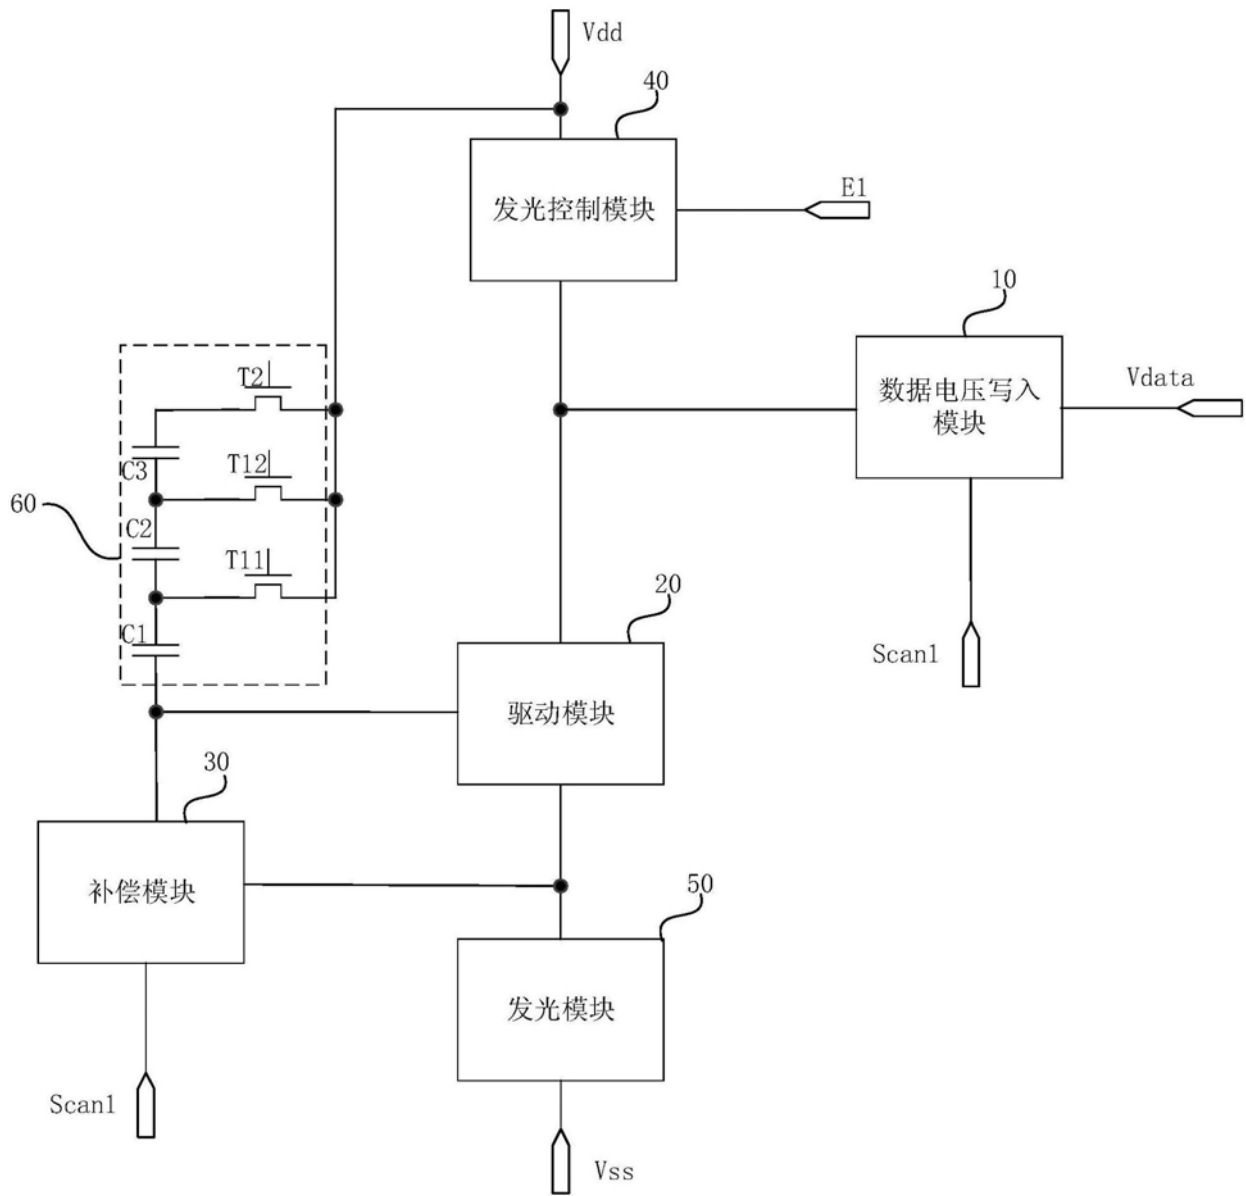 Vdd
40
发光控制模块
E1
10
数据电压写入
模块
Vdata
T2
C3
T12
60
C2
T11
C1
20
驱动模块
Scan1
30
补偿模块
50
发光模块
Scan1
Vss